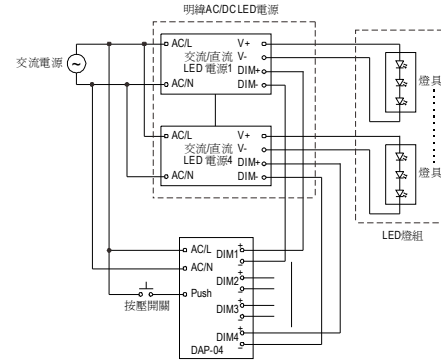 明緯AC/DC LED電源
交流電源
~
AC/L
交流/直流
LED 電源1
AC/N
V+
V-
DIM+
DIM-
燈具
AC/L
交流/直流
LED 電源4
AC/N
V+
V-
DIM+
DIM-
燈具
LED燈組
AC/L
AC/N
Push
按壓開關
DIM1
+
-
DIM2
+
-
DIM3
+
-
DIM4
+
-
DAP-04